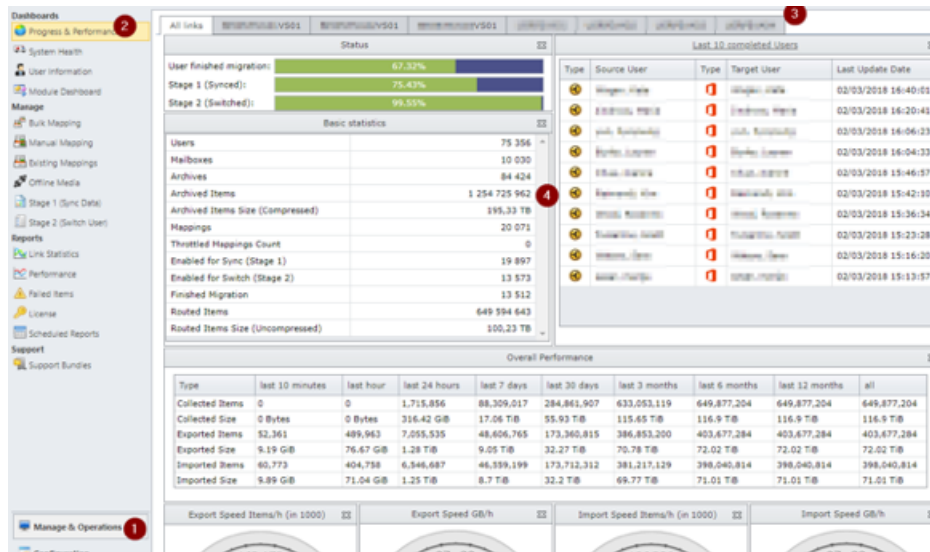 Dashboards
Progress & Performance 2
System Health
User Information
Module Dashboard
Manage
Bulk Mapping
Manual Mapping
Existing Mappings
Offline Media
Stage 1 (Sync Data)
Stage 2 (Switch User)
Reports
Link Statistics
Performance
Failed Items
License
Scheduled Reports
Support
Support Bundles
Manage & Operations 1
All links VS01 VS01 VS01 3
Status
User finished migration: 67.32%
Stage 1 (Synced): 75.43%
Stage 2 (Switched): 99.55%
Basic statistics
Users 75 356
Mailboxes 10 030
Archives 84 424
Archived Items 1 254 725 962 4
Archived Items Size (Compressed) 195,33 TB
Mappings 20 071
Throttled Mappings Count 0
Enabled for Sync (Stage 1) 19 897
Enabled for Switch (Stage 2) 13 573
Finished Migration 13 512
Routed Items 649 594 643
Routed Items Size (Uncompressed) 100,23 TB
Last 10 completed Users
Type Source User Type Target User Last Update Date
02/03/2018 16:40:01
02/03/2018 16:20:41
02/03/2018 16:06:23
02/03/2018 16:04:33
02/03/2018 15:46:57
02/03/2018 15:42:10
02/03/2018 15:36:34
02/03/2018 15:23:28
02/03/2018 15:16:20
02/03/2018 15:13:57
Overall Performance
Type last 10 minutes last hour last 24 hours last 7 days last 30 days last 3 months last 6 months last 12 months all
Collected Items 0 0 1,715,856 88,309,017 284,861,907 633,053,119 649,877,204 649,877,204 649,877,204
Collected Size 0 Bytes 0 Bytes 316.42 GiB 17.06 TiB 55.93 TiB 115.65 TiB 116.9 TiB 116.9 TiB 116.9 TiB
Exported Items 52,361 489,963 7,055,535 48,606,765 173,360,815 386,853,200 403,677,284 403,677,284 403,677,284
Exported Size 9.19 GiB 76.67 GiB 1.28 TiB 9.05 TiB 32.27 TiB 70.78 TiB 72.02 TiB 72.02 TiB 72.02 TiB
Imported Items 60,773 404,758 6,546,687 46,559,199 173,712,312 381,217,129 398,040,814 398,040,814 398,040,814
Imported Size 9.89 GiB 71.04 GiB 1.25 TiB 8.7 TiB 32.2 TiB 69.77 TiB 71.01 TiB 71.01 TiB 71.01 TiB
Export Speed Items/h (in 1000) Export Speed GB/h Import Speed Items/h (in 1000) Import Speed GB/h